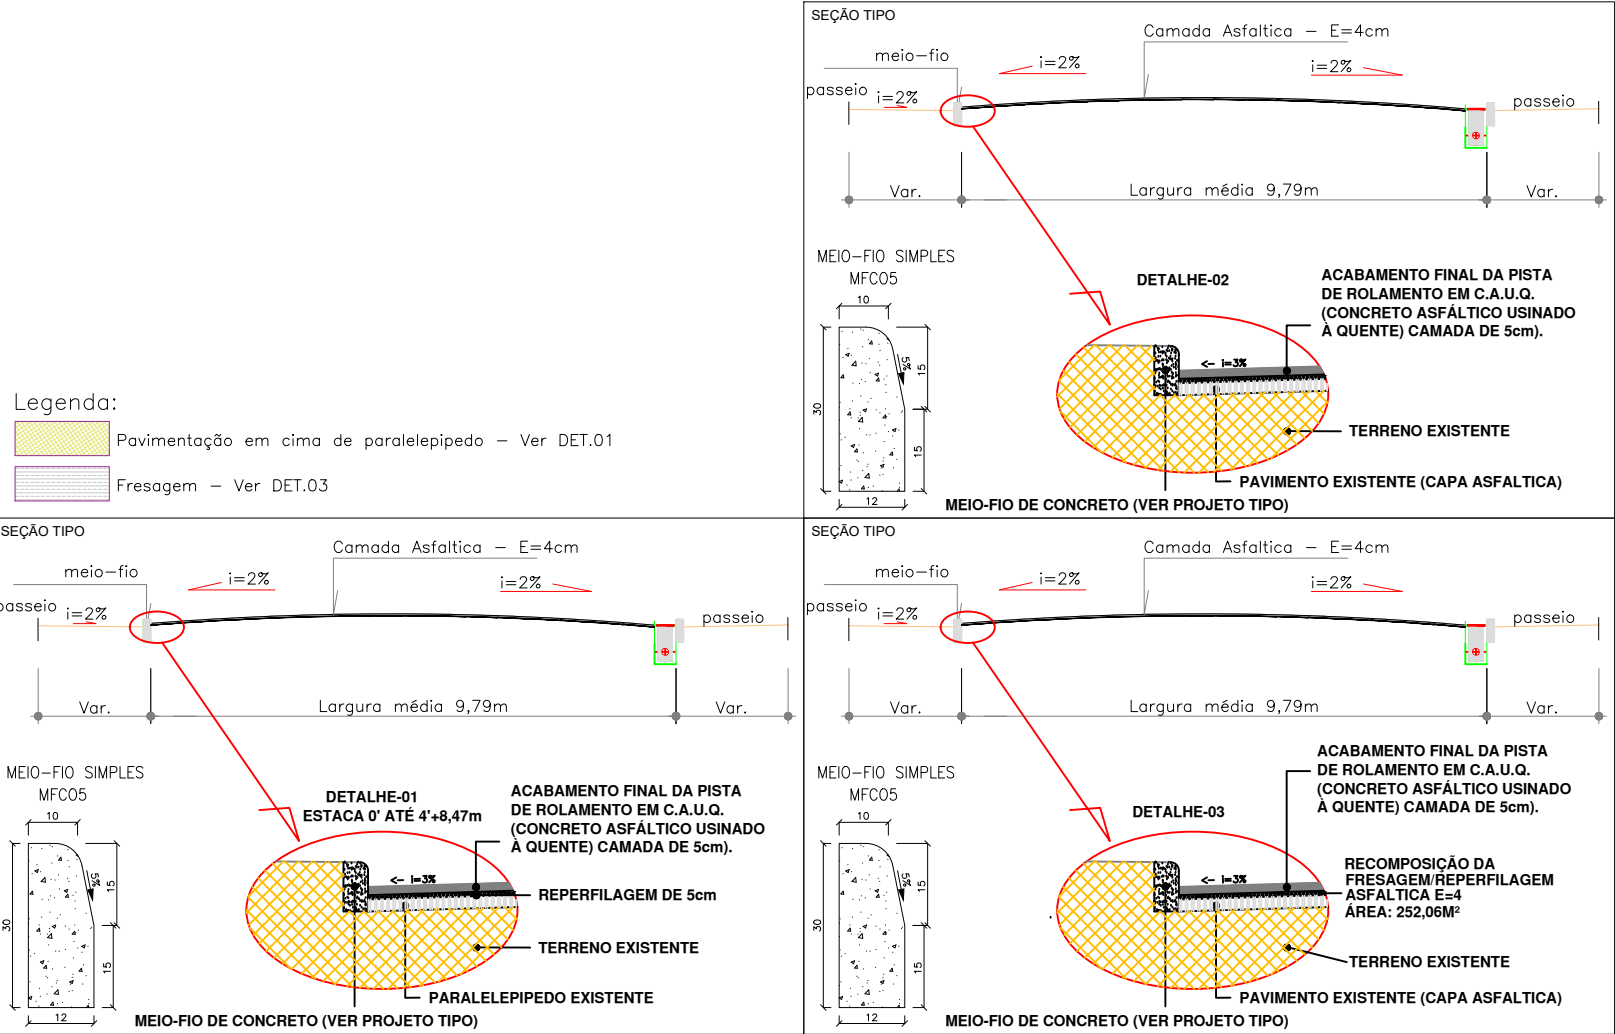 SEÇÃO TIPO
Camada Asfaltica - E=4cm
meio-fio
i=2%
i=2%
passeio
i=2%
passeio
Var.
Largura média 9,79m
Var.
MEIO-FIO SIMPLES
MFC05
10
5%
15
30
15
12
DETALHE-02
ACABAMENTO FINAL DA PISTA
DE ROLAMENTO EM C.A.U.Q.
(CONCRETO ASFÁLTICO USINADO
À QUENTE) CAMADA DE 5cm).
<- i=3%
TERRENO EXISTENTE
PAVIMENTO EXISTENTE (CAPA ASFALTICA)
MEIO-FIO DE CONCRETO (VER PROJETO TIPO)
Legenda:
Pavimentação em cima de paralelepipedo - Ver DET.01
Fresagem - Ver DET.03
SEÇÃO TIPO
Camada Asfaltica - E=4cm
meio-fio
i=2%
i=2%
passeio
i=2%
passeio
Var.
Largura média 9,79m
Var.
MEIO-FIO SIMPLES
MFC05
10
5%
15
30
15
12
DETALHE-01
ESTACA 0' ATÉ 4'+8,47m
ACABAMENTO FINAL DA PISTA
DE ROLAMENTO EM C.A.U.Q.
(CONCRETO ASFÁLTICO USINADO
À QUENTE) CAMADA DE 5cm).
<- i=3%
REPERFILAGEM DE 5cm
TERRENO EXISTENTE
PARALELEPIPEDO EXISTENTE
MEIO-FIO DE CONCRETO (VER PROJETO TIPO)
SEÇÃO TIPO
Camada Asfaltica - E=4cm
meio-fio
i=2%
i=2%
passeio
i=2%
passeio
Var.
Largura média 9,79m
Var.
MEIO-FIO SIMPLES
MFC05
10
5%
15
30
15
12
DETALHE-03
ACABAMENTO FINAL DA PISTA
DE ROLAMENTO EM C.A.U.Q.
(CONCRETO ASFÁLTICO USINADO
À QUENTE) CAMADA DE 5cm).
<- i=3%
RECOMPOSIÇÃO DA
FRESAGEM/REPERFILAGEM
ASFALTICA E=4
ÁREA: 252,06M²
TERRENO EXISTENTE
PAVIMENTO EXISTENTE (CAPA ASFALTICA)
MEIO-FIO DE CONCRETO (VER PROJETO TIPO)